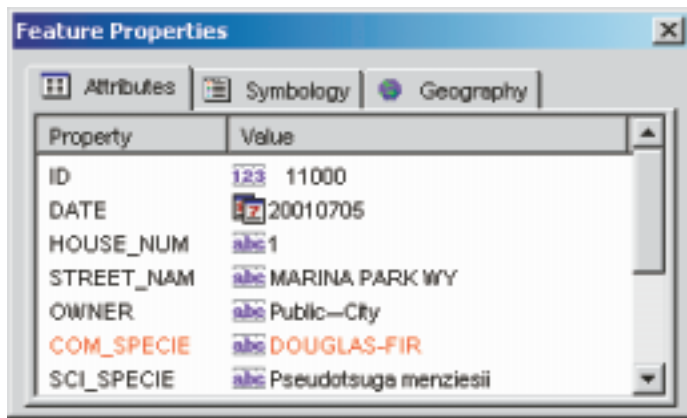 Feature Properties
Attributes Symbology Geography
Property Value
ID 123 11000
DATE 7 20010705
HOUSE_NUM abc 1
STREET_NAM abc MARINA PARK WY
OWNER abc Public—City
COM_SPECIE abc DOUGLAS-FIR
SCI_SPECIE abc Pseudotsuga menziesii